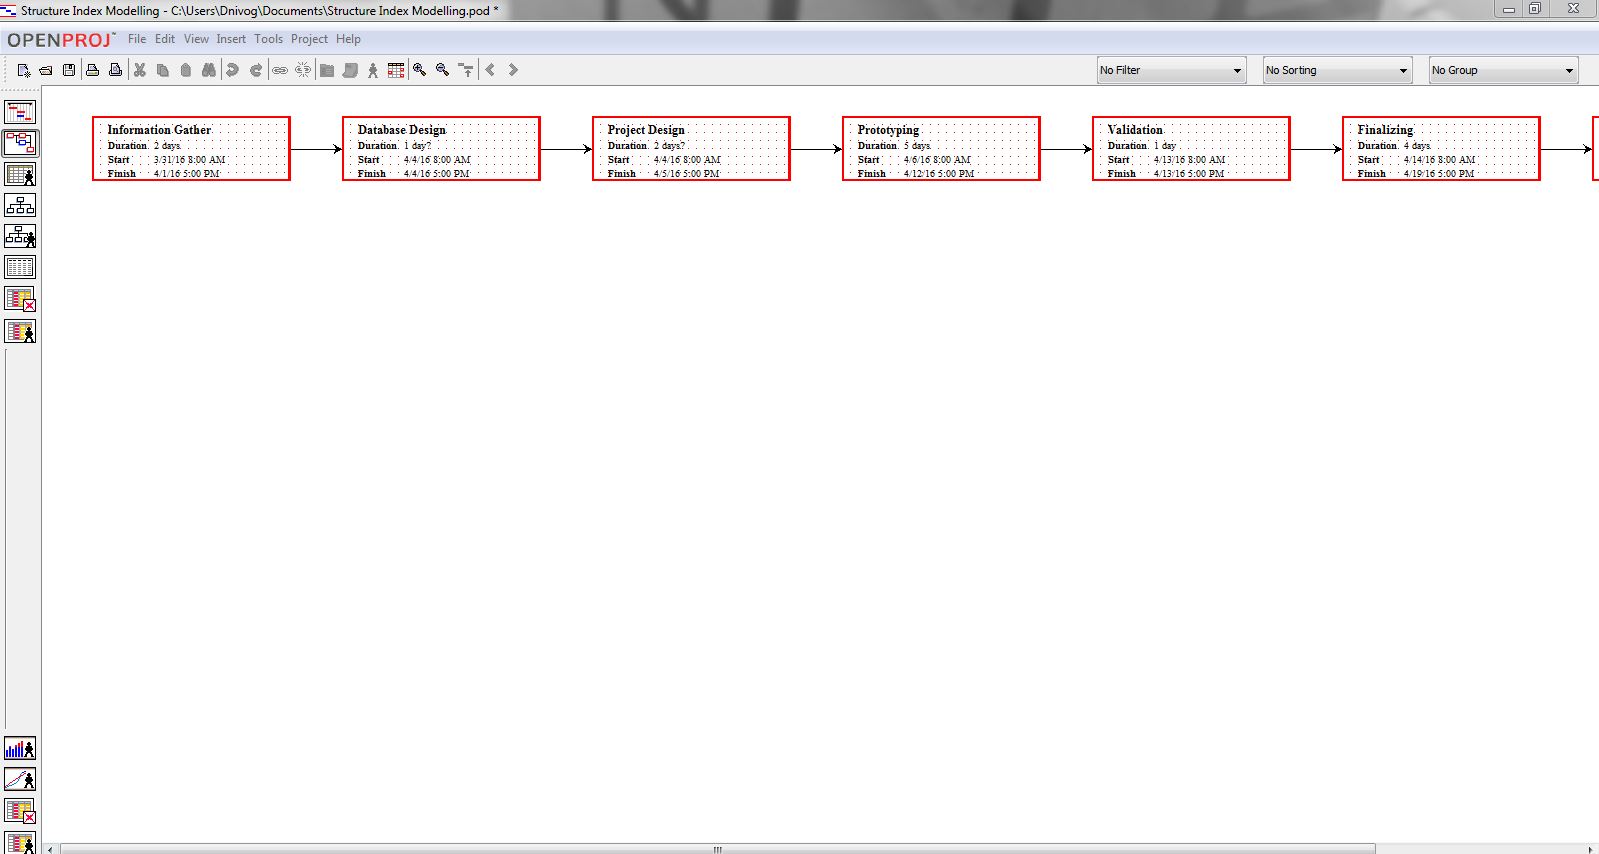 Structure Index Modelling - C:\Users\Dnivog\Documents\Structure Index Modelling.pod *
OPENPROJ™ File Edit View Insert Tools Project Help
No Filter No Sorting No Group
Information Gather
Duration 2 days
Start 3/31/16 8:00 AM
Finish 4/1/16 5:00 PM
Database Design
Duration 1 day?
Start 4/4/16 8:00 AM
Finish 4/4/16 5:00 PM
Project Design
Duration 2 days?
Start 4/4/16 8:00 AM
Finish 4/5/16 5:00 PM
Prototyping
Duration 5 days
Start 4/6/16 8:00 AM
Finish 4/12/16 5:00 PM
Validation
Duration 1 day
Start 4/13/16 8:00 AM
Finish 4/13/16 5:00 PM
Finalizing
Duration 4 days
Start 4/14/16 8:00 AM
Finish 4/19/16 5:00 PM